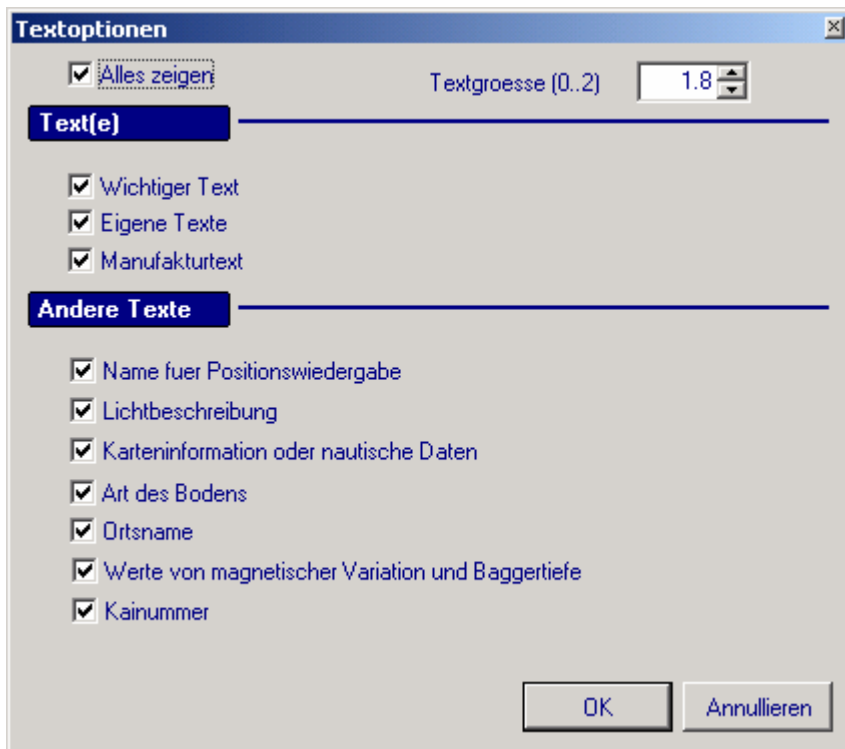 Textoptionen
Alles zeigen
Textgroesse (0..2) 1.8
Text(e)
Wichtiger Text
Eigene Texte
Manufakturtext
Andere Texte
Name fuer Positionswiedergabe
Lichtbeschreibung
Karteninformation oder nautische Daten
Art des Bodens
Ortsname
Werte von magnetischer Variation und Baggertiefe
Kainummer
OK Annullieren